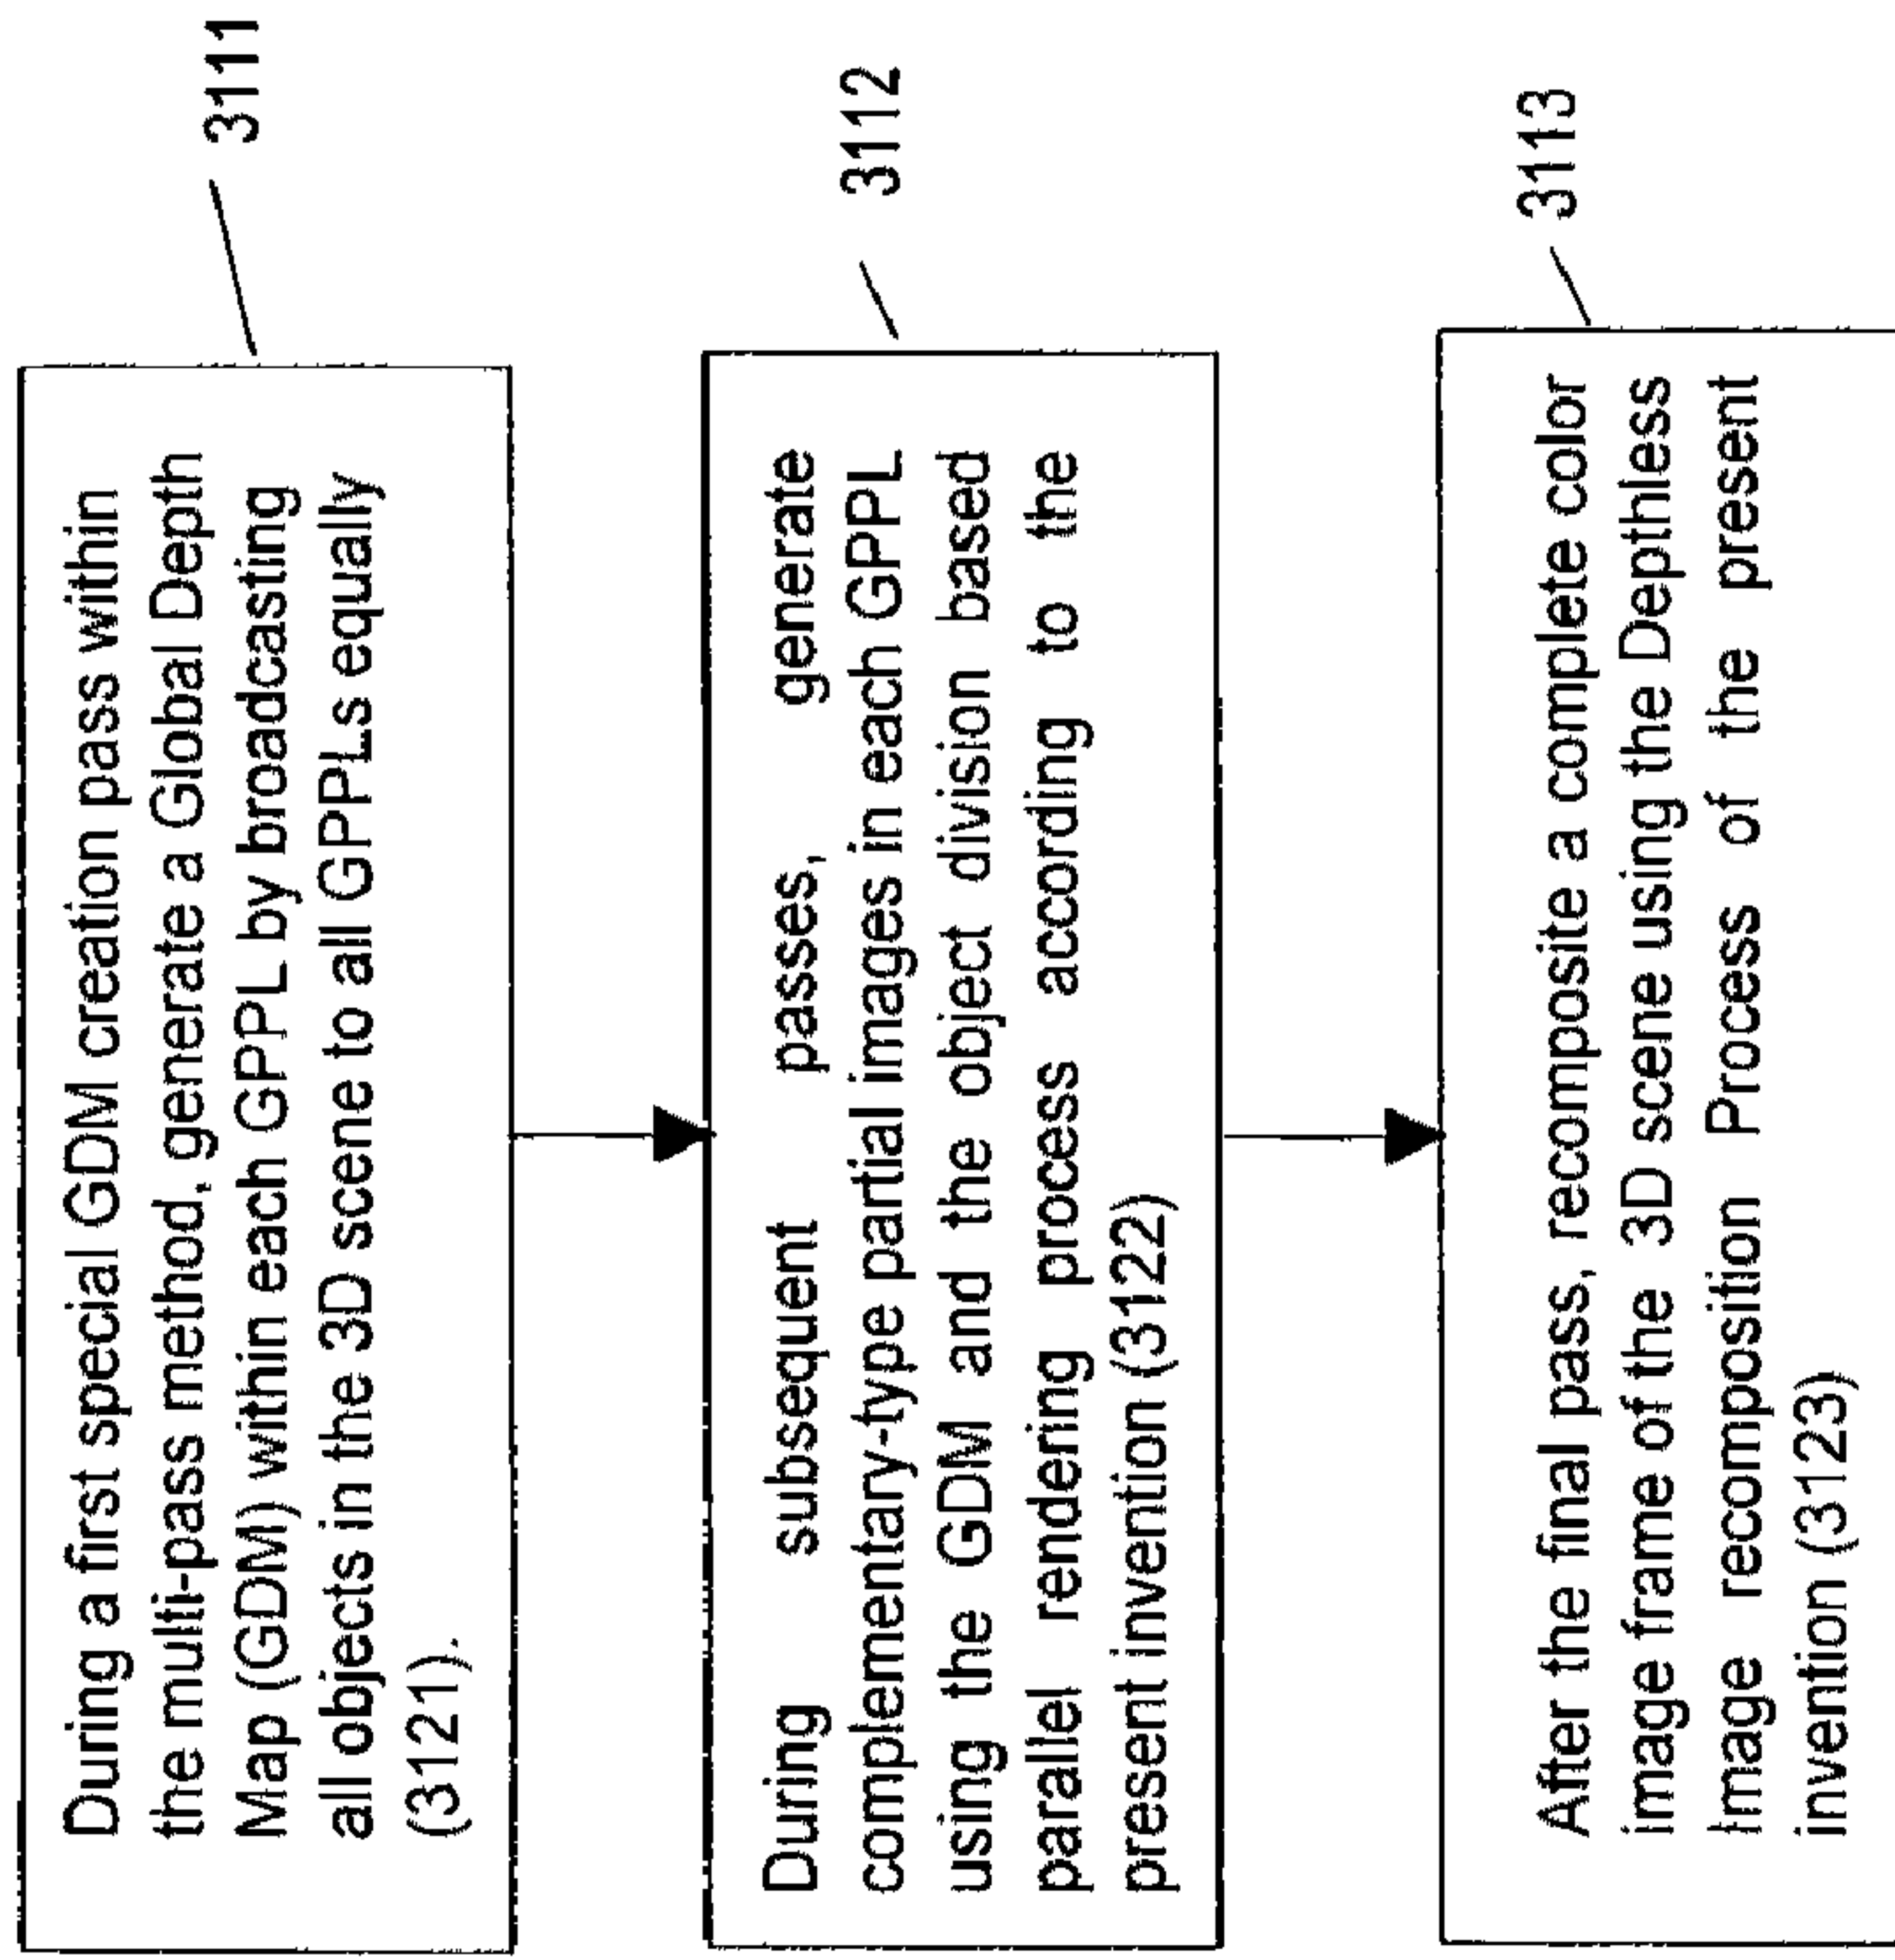 During a first special GDM creation pass within
the multi-pass method, generate a Global Depth
Map (GDM) within each GPPL by broadcasting
all objects in the 3D scene to all GPPLs equally
(3121).
3111
During subsequent passes, generate
complementary-type partial images in each GPPL
using the GDM and the object division based
parallel rendering process according to the
present invention (3122)
3112
After the final pass, recomposite a complete color
image frame of the 3D scene using the Depthless
Image recomposition Process of the present
invention (3123)
3113